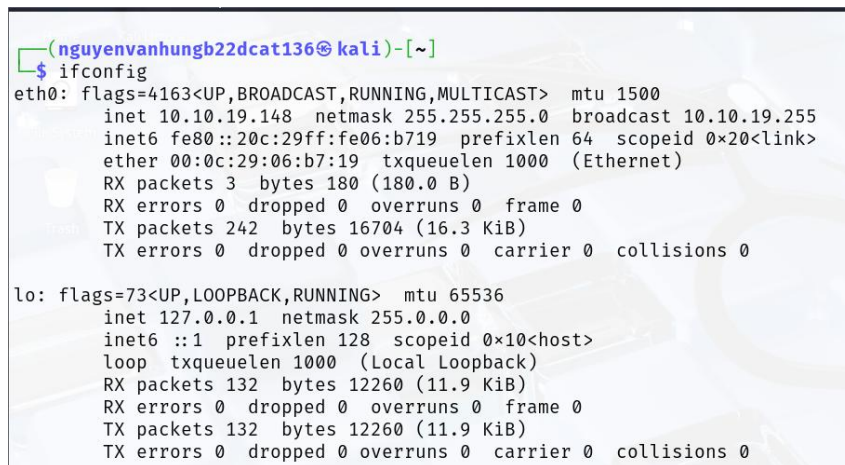 (nguyenvanhungb22dcat136㉿kali)-[~]
$ ifconfig
eth0: flags=4163<UP,BROADCAST,RUNNING,MULTICAST>  mtu 1500
        inet 10.10.19.148  netmask 255.255.255.0  broadcast 10.10.19.255
        inet6 fe80::20c:29ff:fe06:b719  prefixlen 64  scopeid 0×20<link>
        ether 00:0c:29:06:b7:19  txqueuelen 1000  (Ethernet)
        RX packets 3  bytes 180 (180.0 B)
        RX errors 0  dropped 0  overruns 0  frame 0
        TX packets 242  bytes 16704 (16.3 KiB)
        TX errors 0  dropped 0 overruns 0  carrier 0  collisions 0

lo: flags=73<UP,LOOPBACK,RUNNING>  mtu 65536
        inet 127.0.0.1  netmask 255.0.0.0
        inet6 ::1  prefixlen 128  scopeid 0×10<host>
        loop  txqueuelen 1000  (Local Loopback)
        RX packets 132  bytes 12260 (11.9 KiB)
        RX errors 0  dropped 0  overruns 0  frame 0
        TX packets 132  bytes 12260 (11.9 KiB)
        TX errors 0  dropped 0 overruns 0  carrier 0  collisions 0